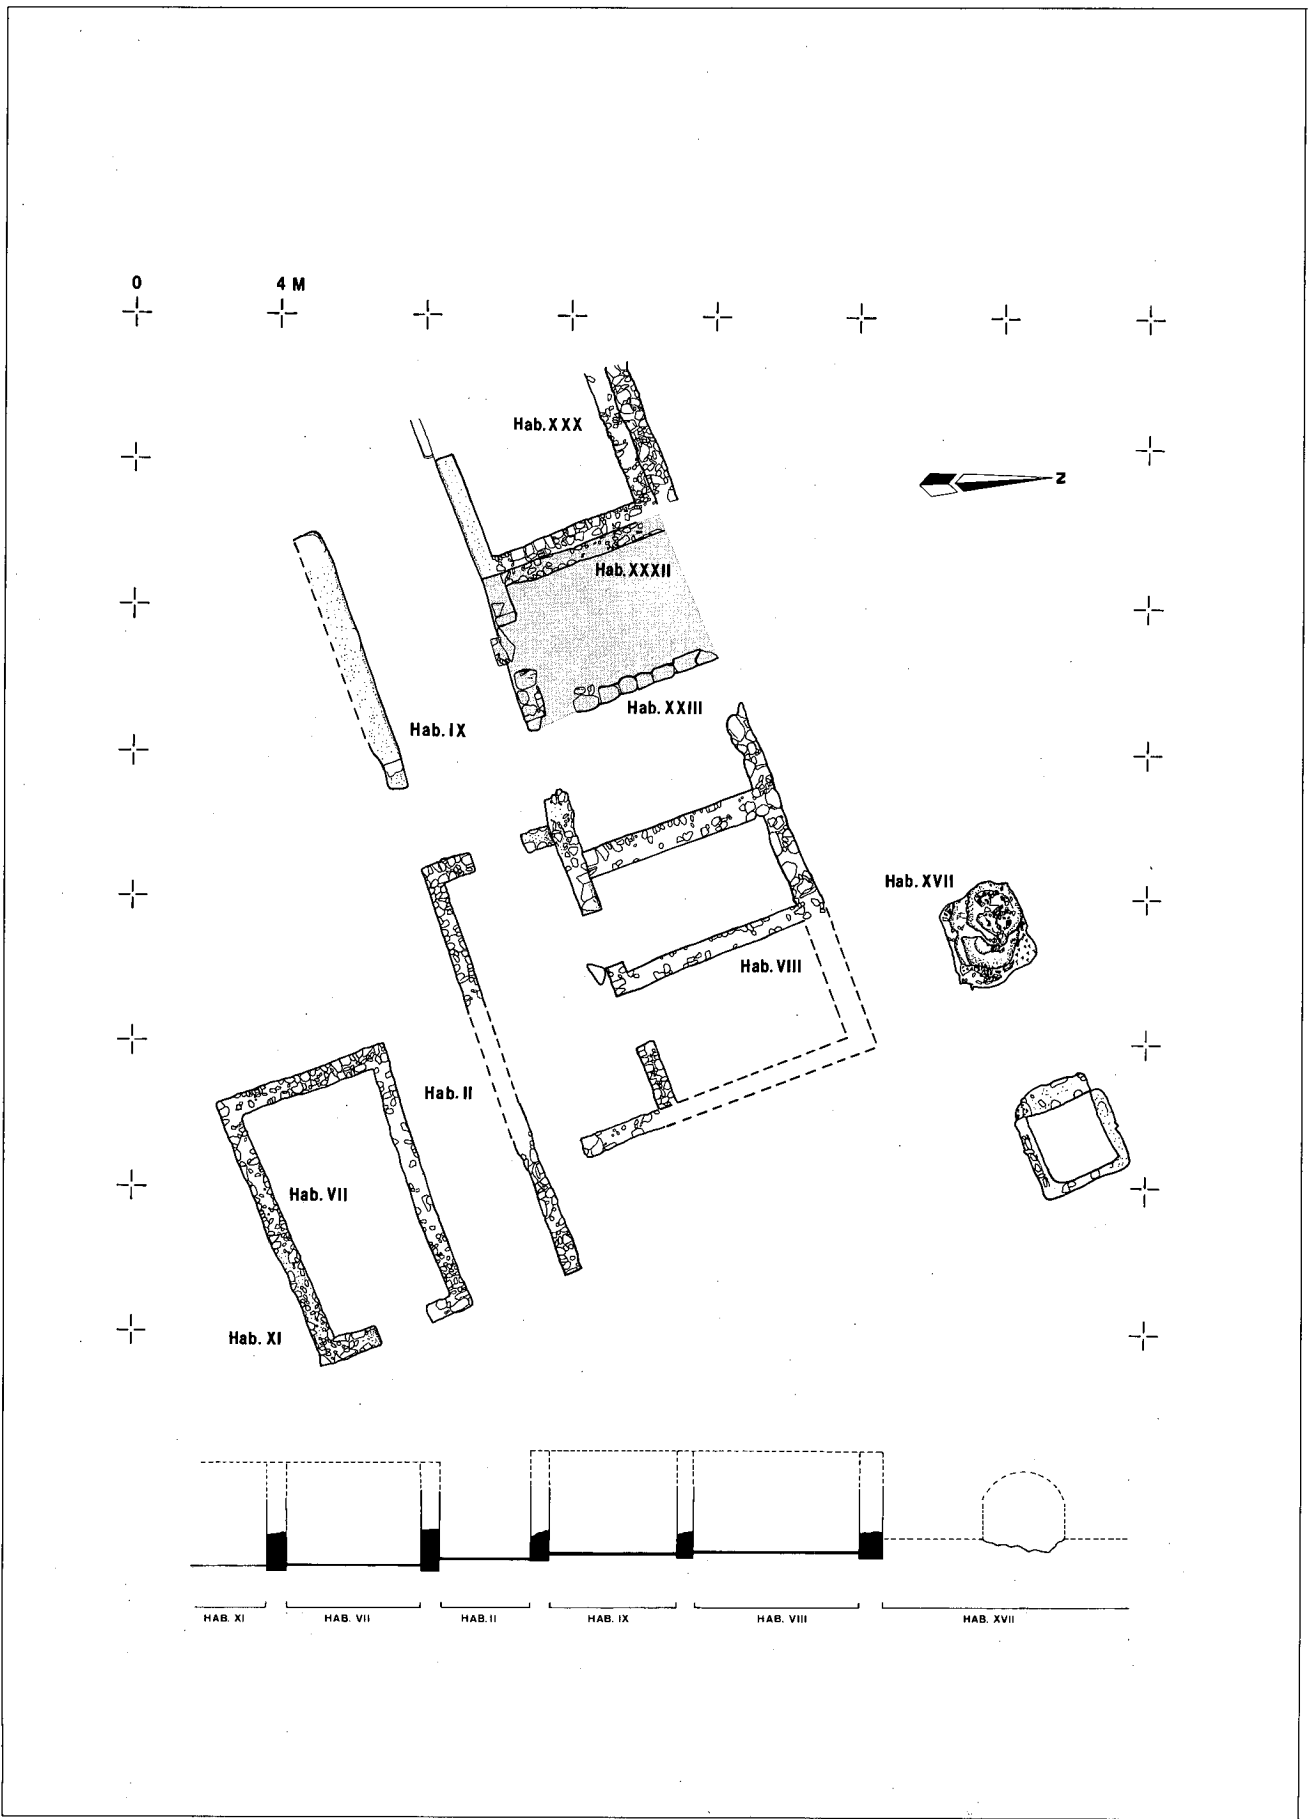 0 4 M
Hab. XXX
N
Hab. XXXII
Hab. XXIII
Hab. IX
Hab. XVII
Hab. VIII
Hab. II
Hab. VII
Hab. XI
HAB. XI HAB. VII HAB. II HAB. IX HAB. VIII HAB. XVII